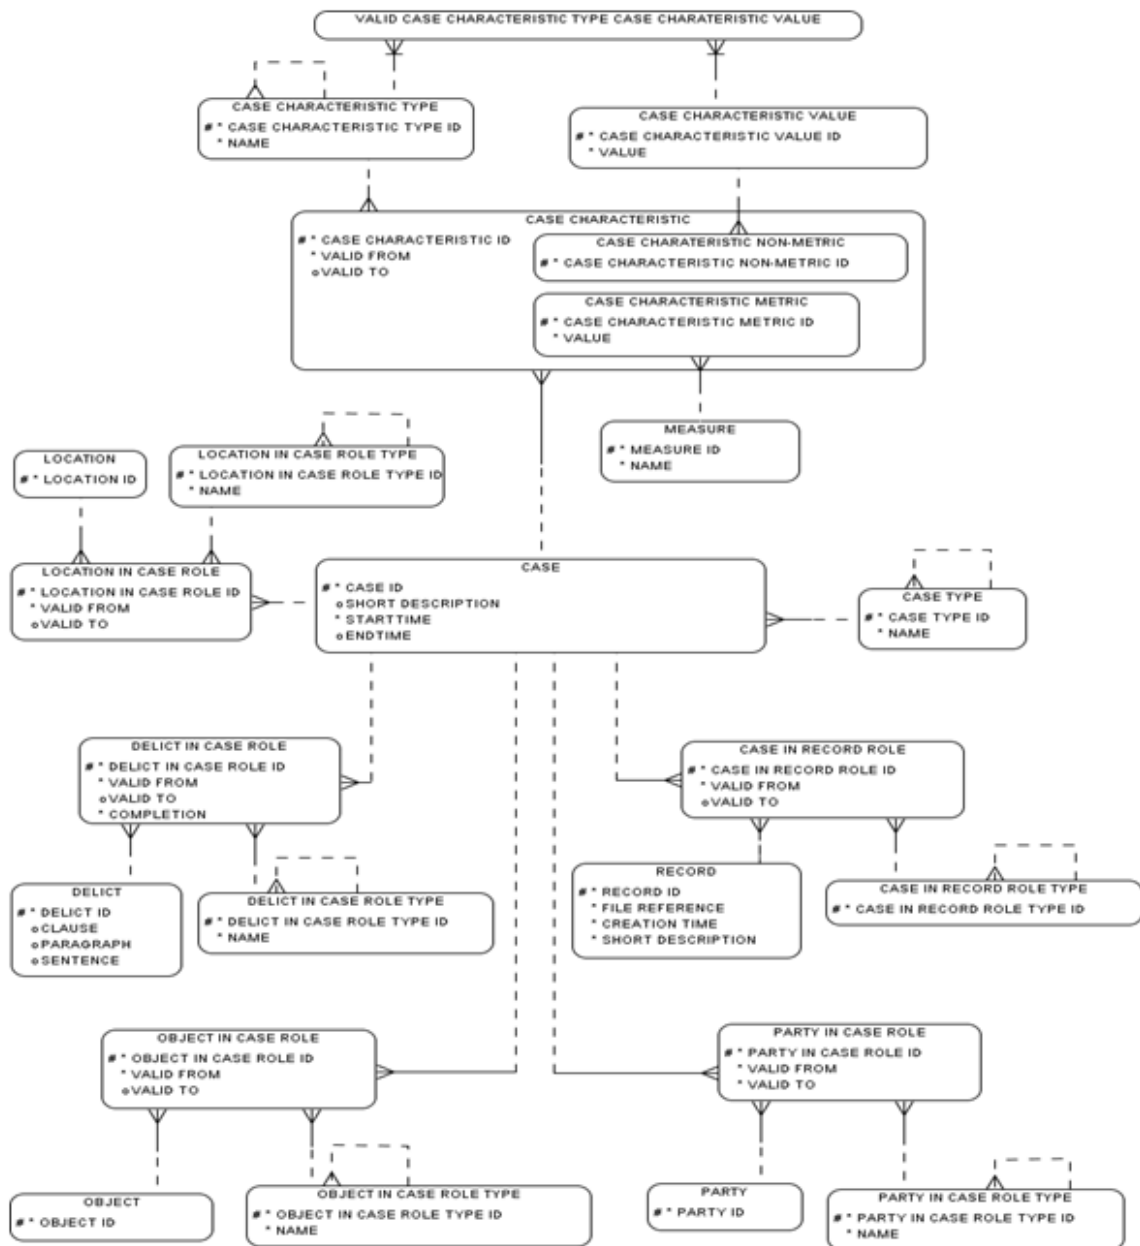 VALID CASE CHARACTERISTIC TYPE CASE CHARATERISTIC VALUE
CASE CHARACTERISTIC TYPE
# * CASE CHARACTERISTIC TYPE ID
* NAME
CASE CHARACTERISTIC VALUE
# * CASE CHARACTERISTIC VALUE ID
* VALUE
CASE CHARACTERISTIC
# * CASE CHARACTERISTIC ID
* VALID FROM
o VALID TO
CASE CHARATERISTIC NON-METRIC
# * CASE CHARACTERISTIC NON-METRIC ID
CASE CHARACTERISTIC METRIC
# * CASE CHARACTERISTIC METRIC ID
* VALUE
MEASURE
# * MEASURE ID
* NAME
LOCATION
# * LOCATION ID
LOCATION IN CASE ROLE TYPE
# * LOCATION IN CASE ROLE TYPE ID
* NAME
LOCATION IN CASE ROLE
# * LOCATION IN CASE ROLE ID
* VALID FROM
o VALID TO
CASE
# * CASE ID
o SHORT DESCRIPTION
* STARTTIME
o ENDTIME
CASE TYPE
# * CASE TYPE ID
* NAME
DELICT IN CASE ROLE
# * DELICT IN CASE ROLE ID
* VALID FROM
o VALID TO
* COMPLETION
CASE IN RECORD ROLE
# * CASE IN RECORD ROLE ID
* VALID FROM
o VALID TO
DELICT
# * DELICT ID
o CLAUSE
o PARAGRAPH
o SENTENCE
DELICT IN CASE ROLE TYPE
# * DELICT IN CASE ROLE TYPE ID
* NAME
RECORD
# * RECORD ID
* FILE REFERENCE
* CREATION TIME
* SHORT DESCRIPTION
CASE IN RECORD ROLE TYPE
# * CASE IN RECORD ROLE TYPE ID
OBJECT IN CASE ROLE
# * OBJECT IN CASE ROLE ID
* VALID FROM
o VALID TO
PARTY IN CASE ROLE
# * PARTY IN CASE ROLE ID
* VALID FROM
* VALID TO
OBJECT
# * OBJECT ID
OBJECT IN CASE ROLE TYPE
# * OBJECT IN CASE ROLE TYPE ID
* NAME
PARTY
# * PARTY ID
PARTY IN CASE ROLE TYPE
# * PARTY IN CASE ROLE TYPE ID
* NAME